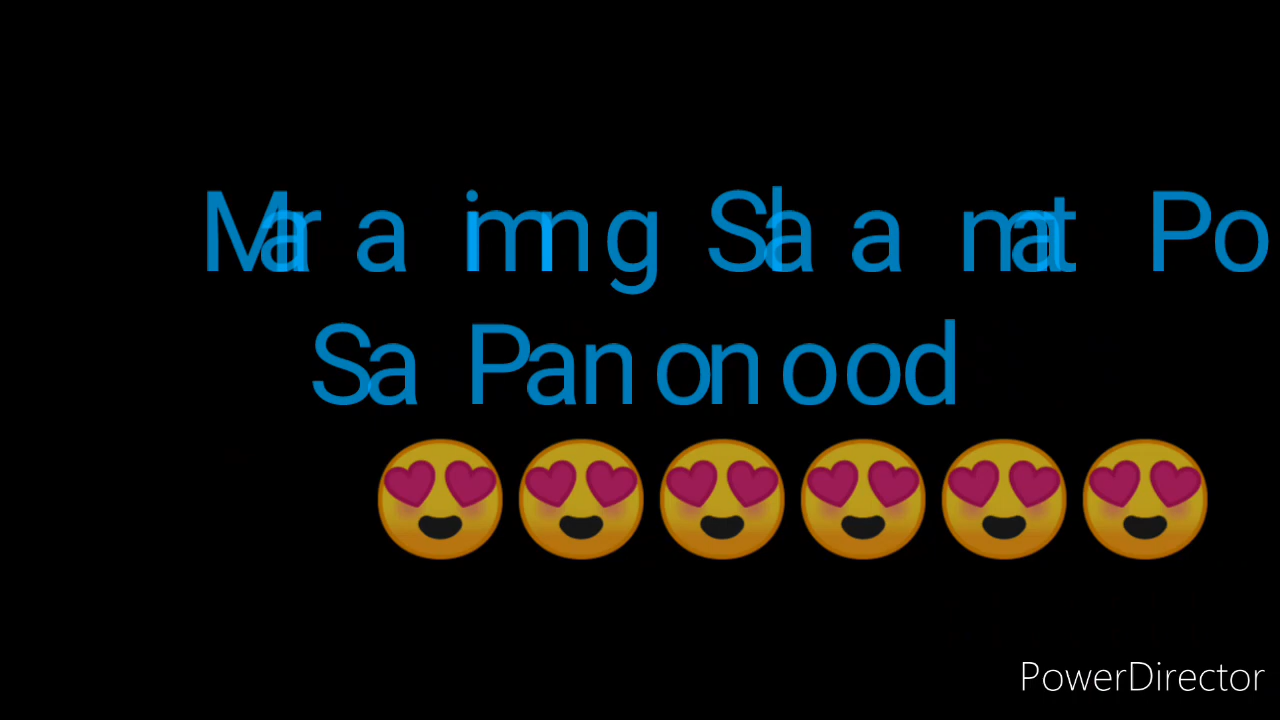 Maraming Salamat Po
Sa Panonood
😍😍😍😍😍😍
PowerDirector